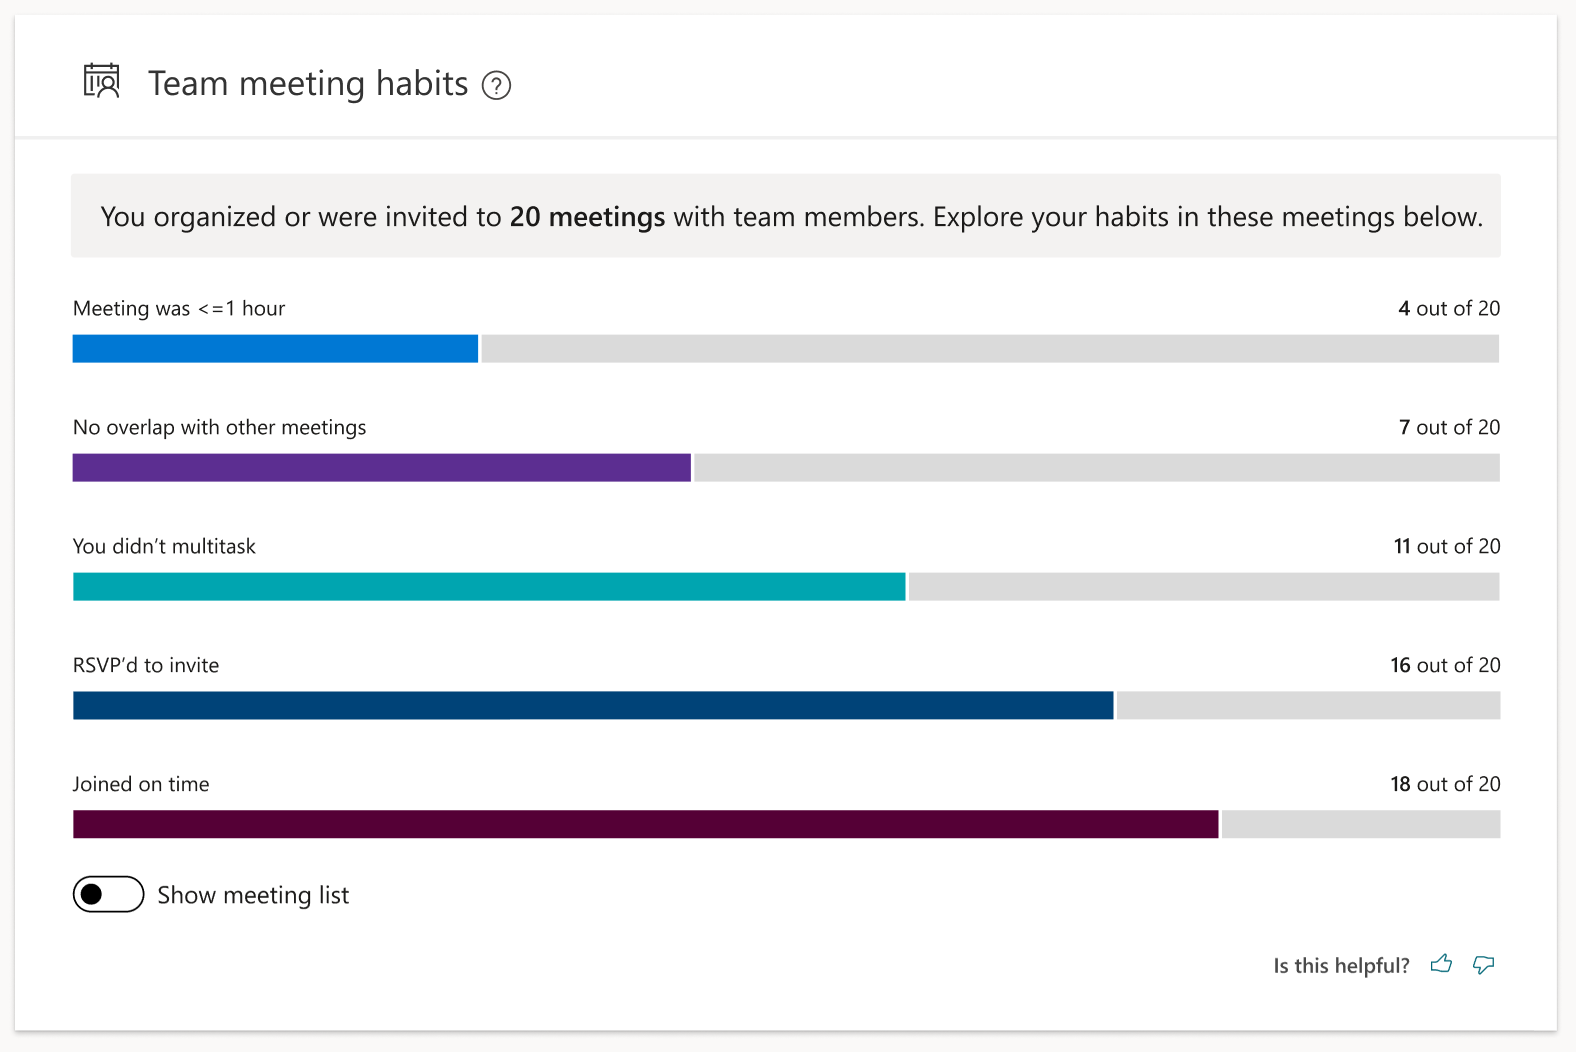 Team meeting habits ?
You organized or were invited to 20 meetings with team members. Explore your habits in these meetings below.
Meeting was <=1 hour 4 out of 20
No overlap with other meetings 7 out of 20
You didn’t multitask 11 out of 20
RSVP’d to invite 16 out of 20
Joined on time 18 out of 20
Show meeting list
Is this helpful?